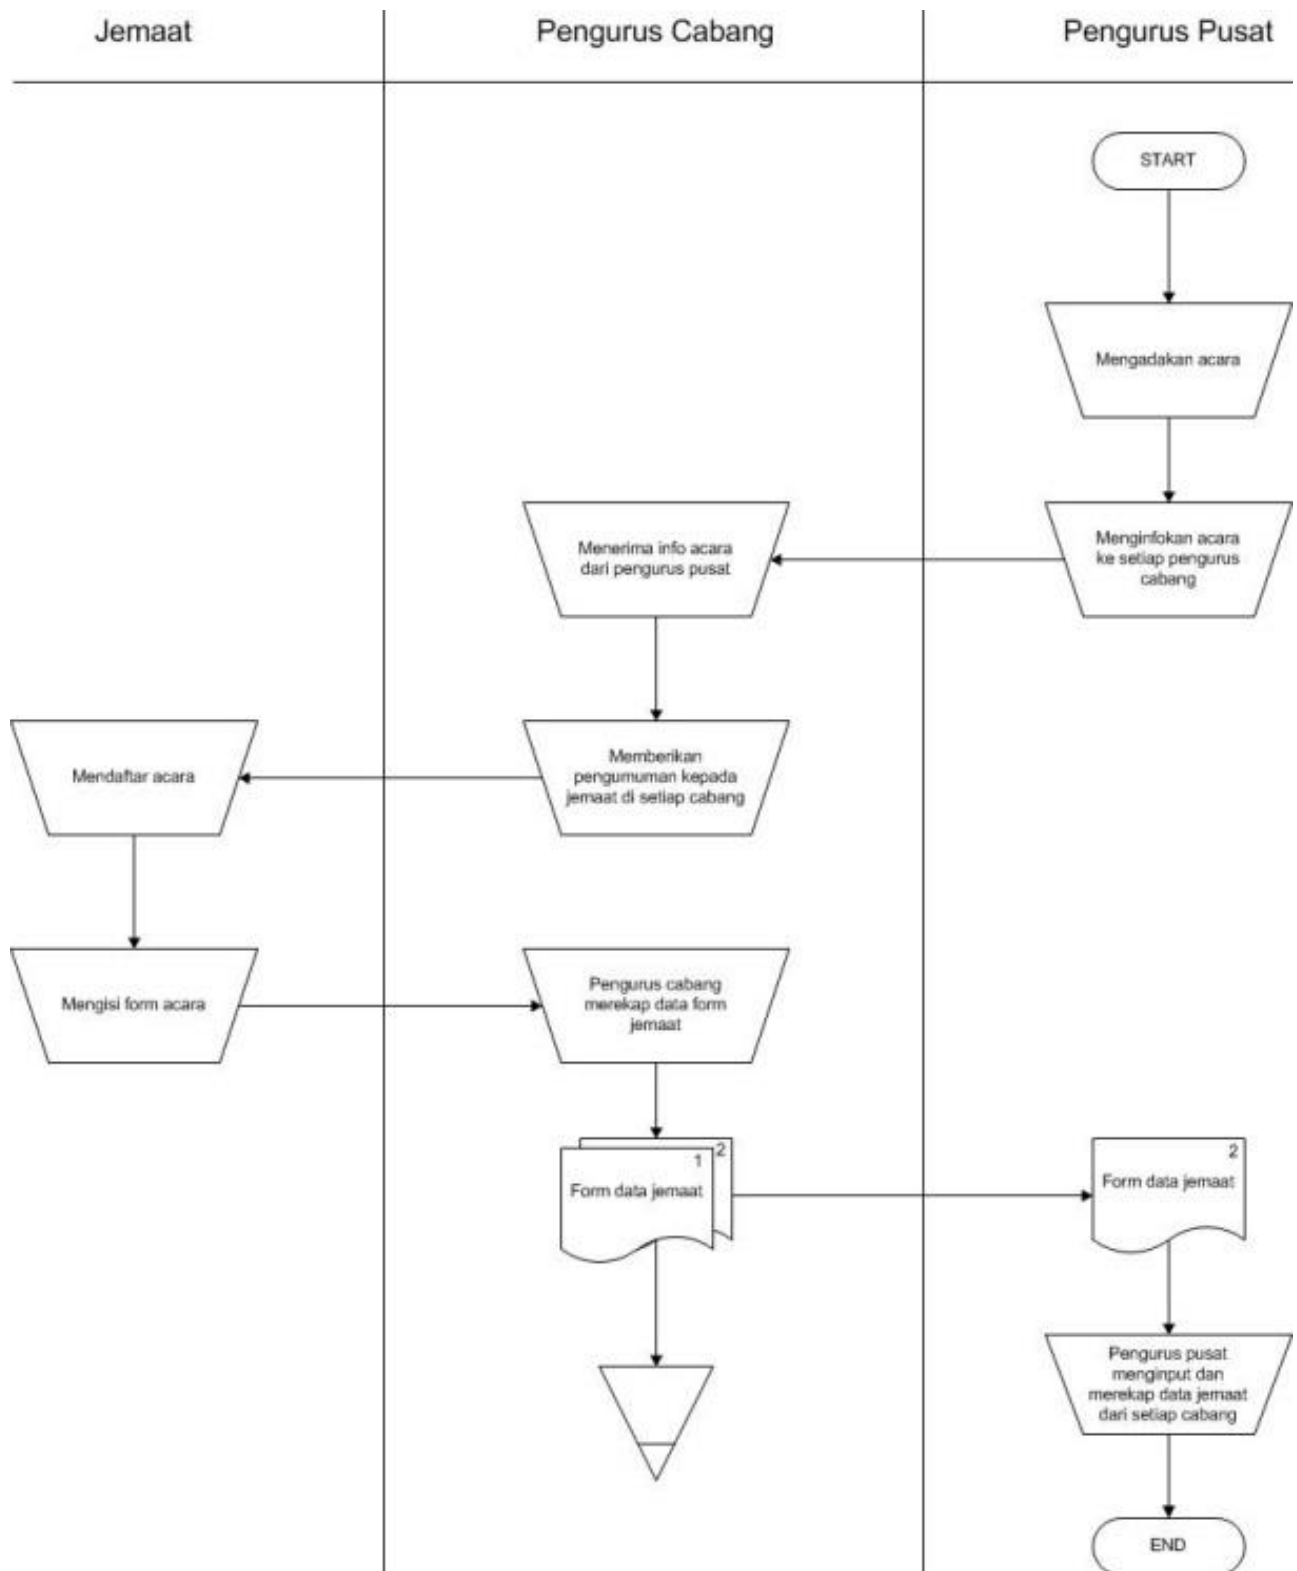 Jemaat
Pengurus Cabang
Pengurus Pusat
START
Mengadakan acara
Menginfokan acara
ke setiap pengurus
cabang
Menerima info acara
dari pengurus pusat
Memberikan
pengumuman kepada
jemaat di setiap cabang
Mendaftar acara
Mengisi form acara
Pengurus cabang
merekap data form
jemaat
1
2
Form data jemaat
2
Form data jemaat
Pengurus pusat
menginput dan
merekap data jemaat
dari setiap cabang
END